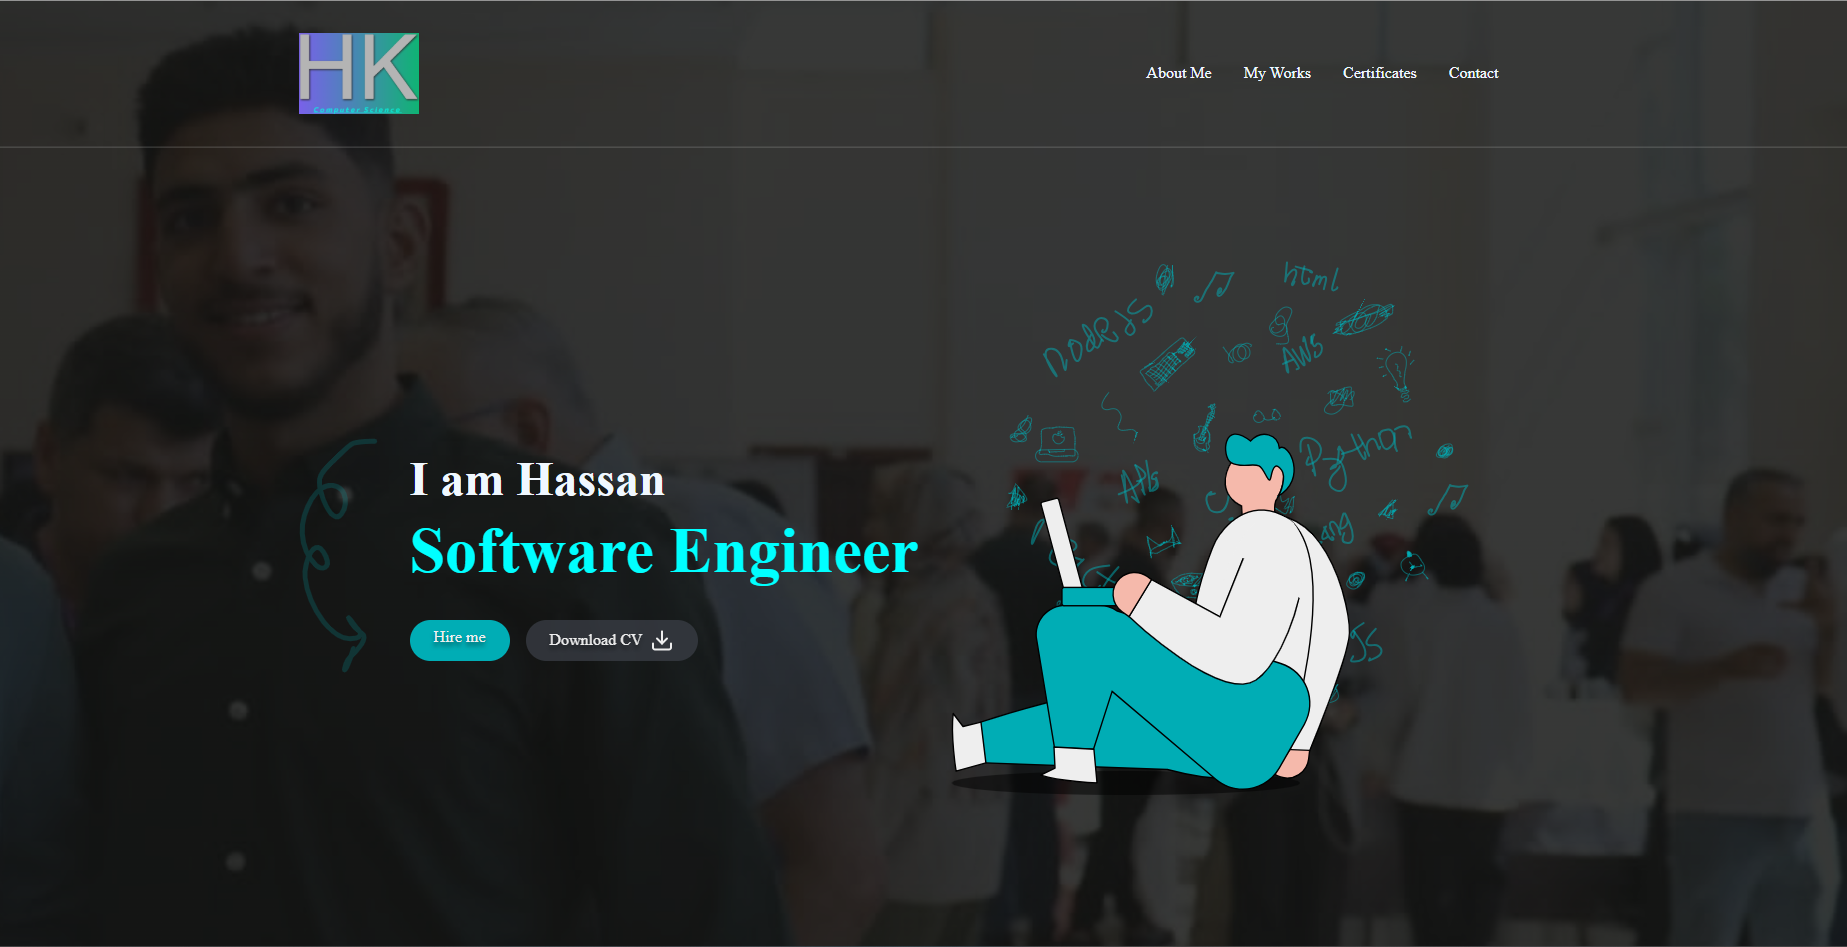 HK
Computer Science
About Me
My Works
Certificates
Contact
html
NodeJS
AWS
Python
APIs
I am Hassan
Software Engineer
JS
Hire me
Download CV